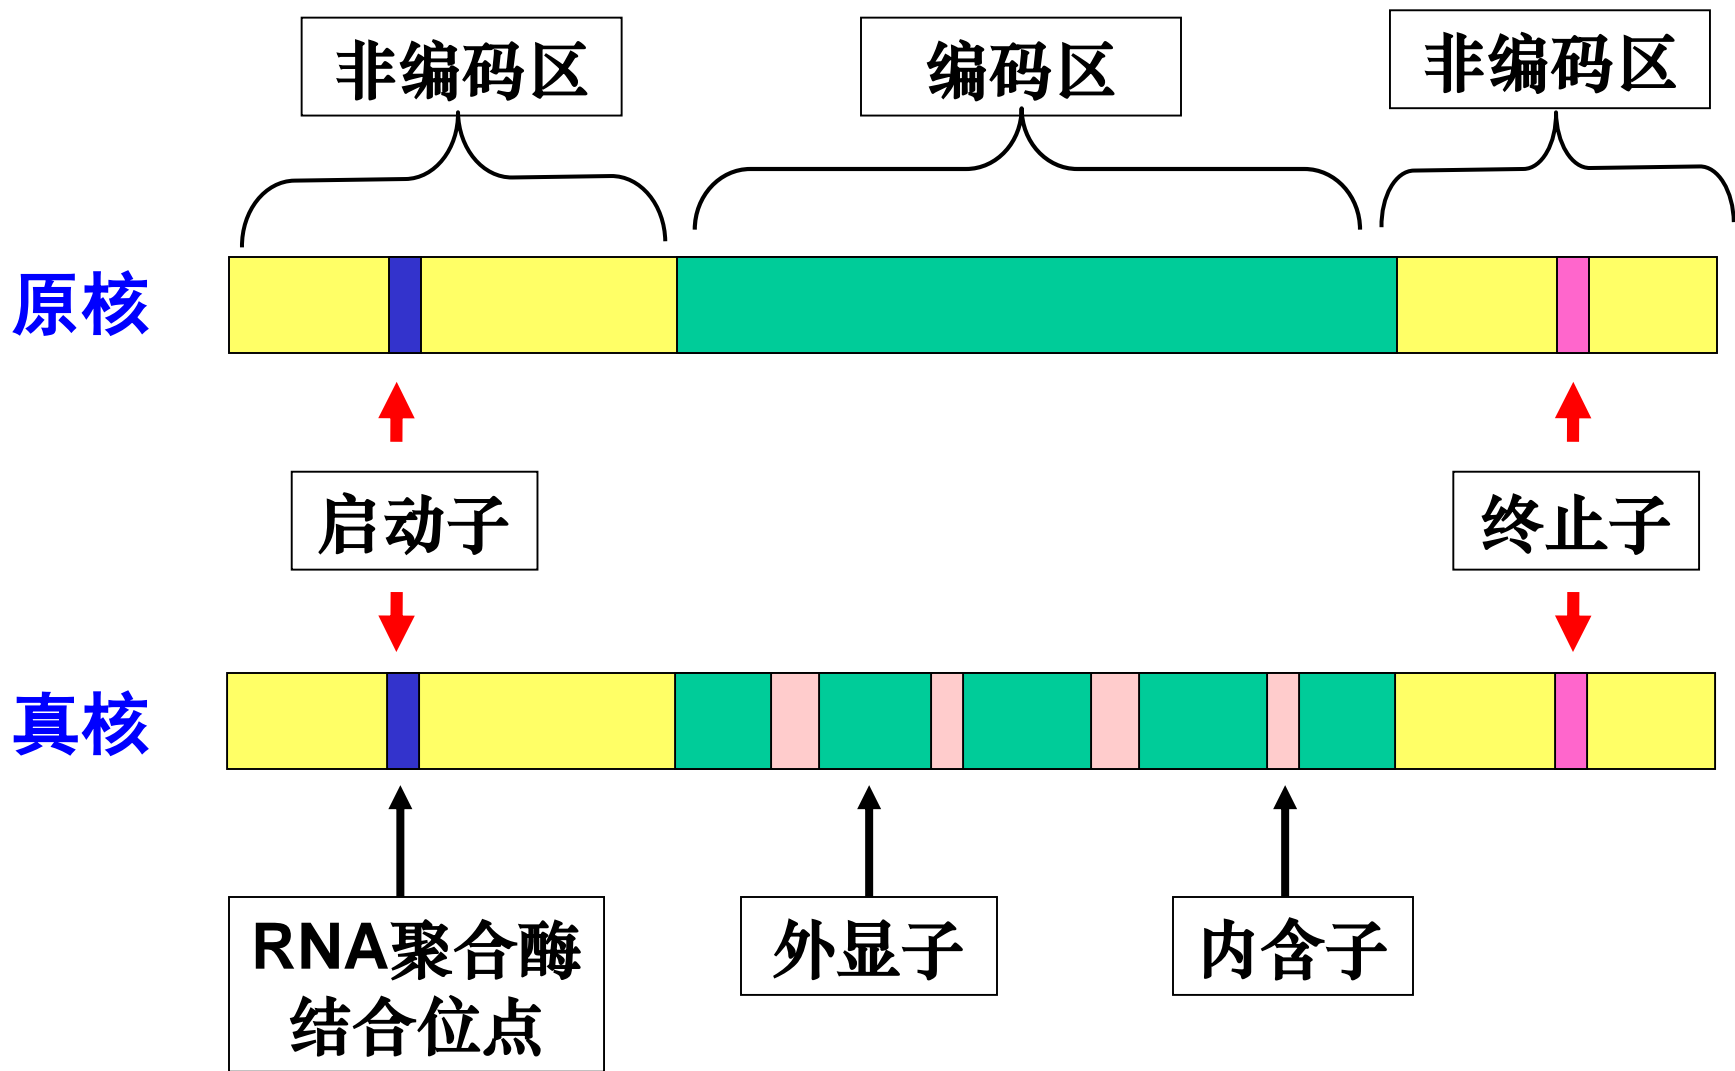 非编码区
编码区
非编码区
原核
启动子
终止子
真核
RNA聚合酶
结合位点
外显子
内含子